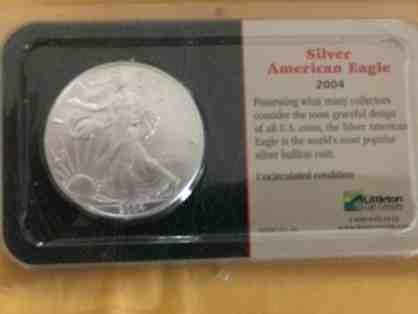 Silver
American Eagle
2004
Possessing what many collectors
consider the most graceful design
of all U.S. coins, the Silver American
Eagle is the world's most popular
silver bullion coin.
Uncirculated condition
Littleton